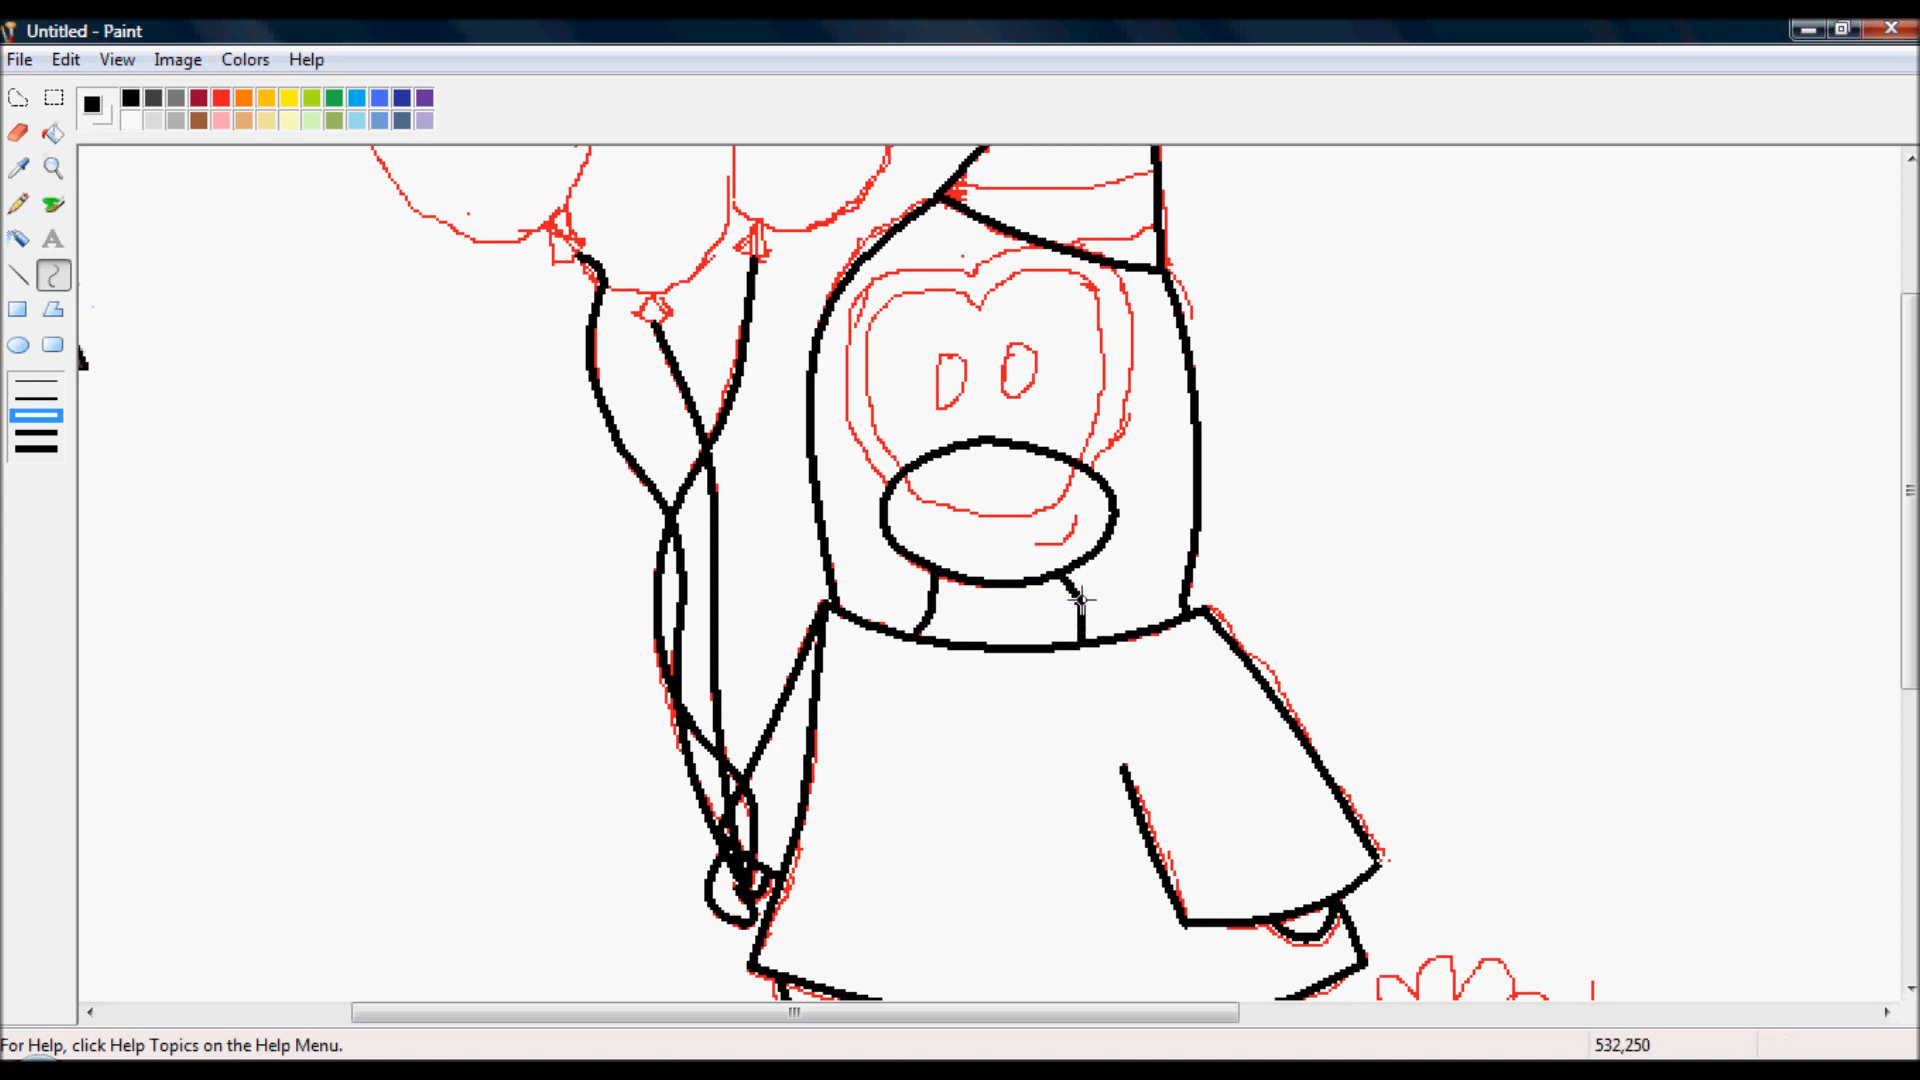 Untitled - Paint
File Edit View Image Colors Help
A
For Help, click Help Topics on the Help Menu.
532,250